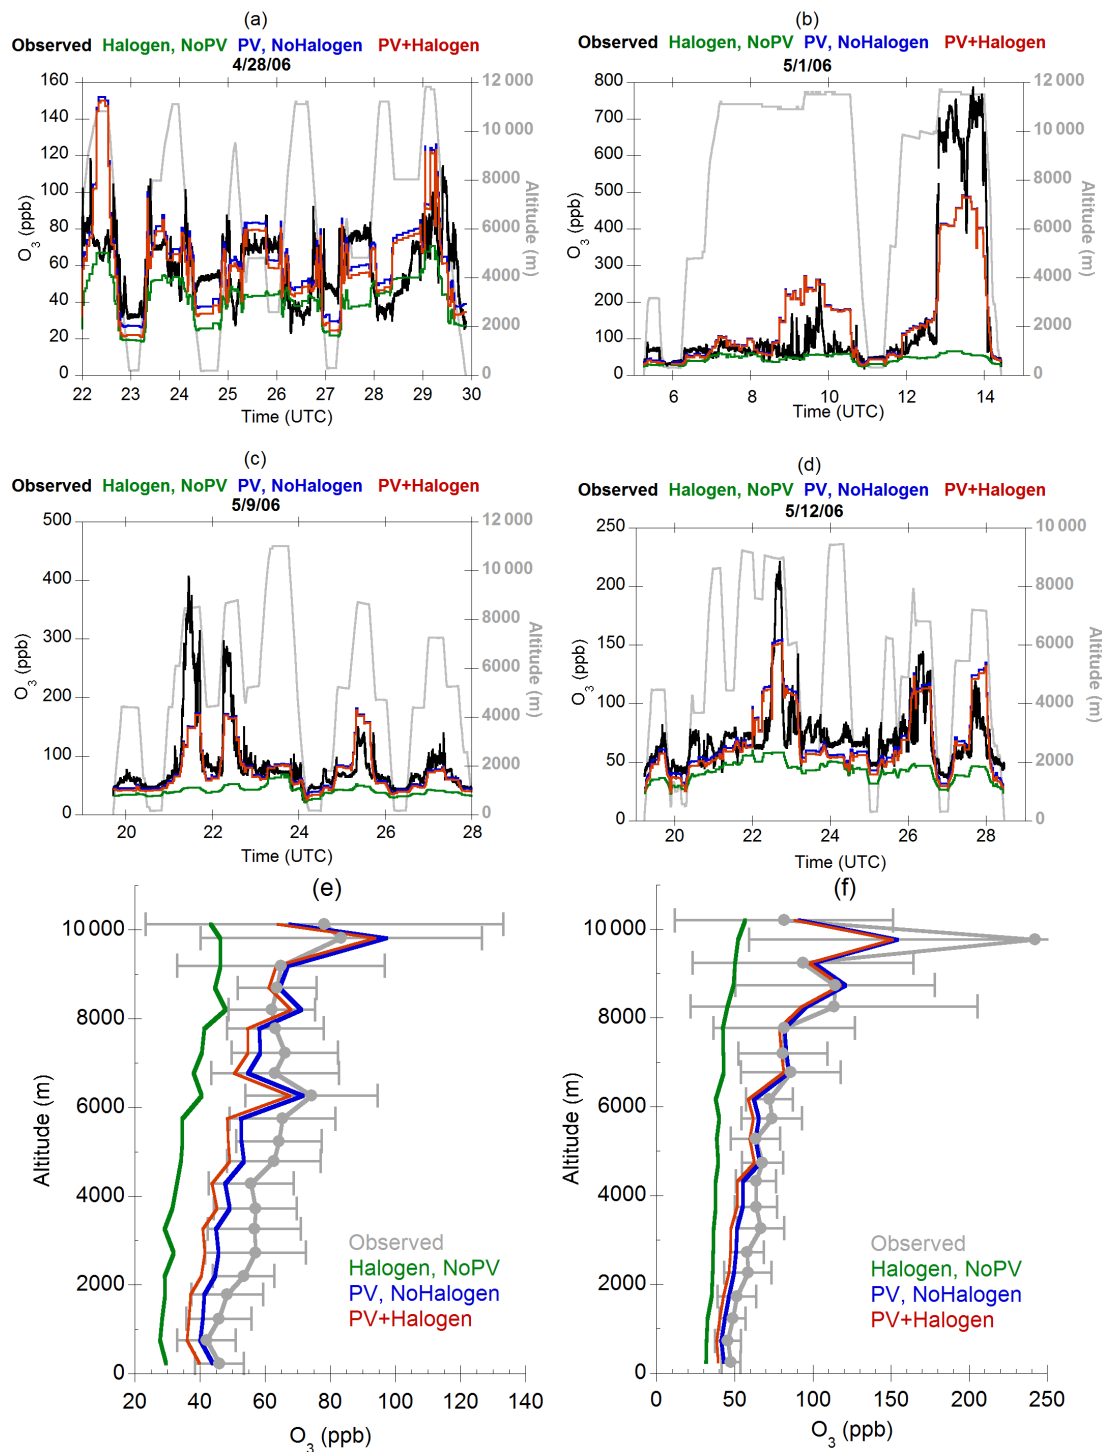 (a)
Observed Halogen, NoPV PV, NoHalogen PV+Halogen
4/28/06
160
140
120
100
80
60
40
20
0
O3 (ppb)
12 000
10 000
8000
6000
4000
2000
0
Altitude (m)
22 23 24 25 26 27 28 29 30
Time (UTC)
(b)
Observed Halogen, NoPV PV, NoHalogen PV+Halogen
5/1/06
800
700
600
500
400
300
200
100
0
O3 (ppb)
12 000
10 000
8000
6000
4000
2000
0
Altitude (m)
6 8 10 12 14
Time (UTC)
(c)
Observed Halogen, NoPV PV, NoHalogen PV+Halogen
5/9/06
500
400
300
200
100
0
O3 (ppb)
12 000
10 000
8000
6000
4000
2000
0
Altitude (m)
20 22 24 26 28
Time (UTC)
(d)
Observed Halogen, NoPV PV, NoHalogen PV+Halogen
5/12/06
250
200
150
100
50
0
O3 (ppb)
10 000
8000
6000
4000
2000
0
Altitude (m)
20 22 24 26 28
Time (UTC)
(e)
10 000
8000
6000
4000
2000
0
Altitude (m)
Observed
Halogen, NoPV
PV, NoHalogen
PV+Halogen
20 40 60 80 100 120 140
O3 (ppb)
(f)
10 000
8000
6000
4000
2000
0
Altitude (m)
Observed
Halogen, NoPV
PV, NoHalogen
PV+Halogen
0 50 100 150 200 250
O3 (ppb)